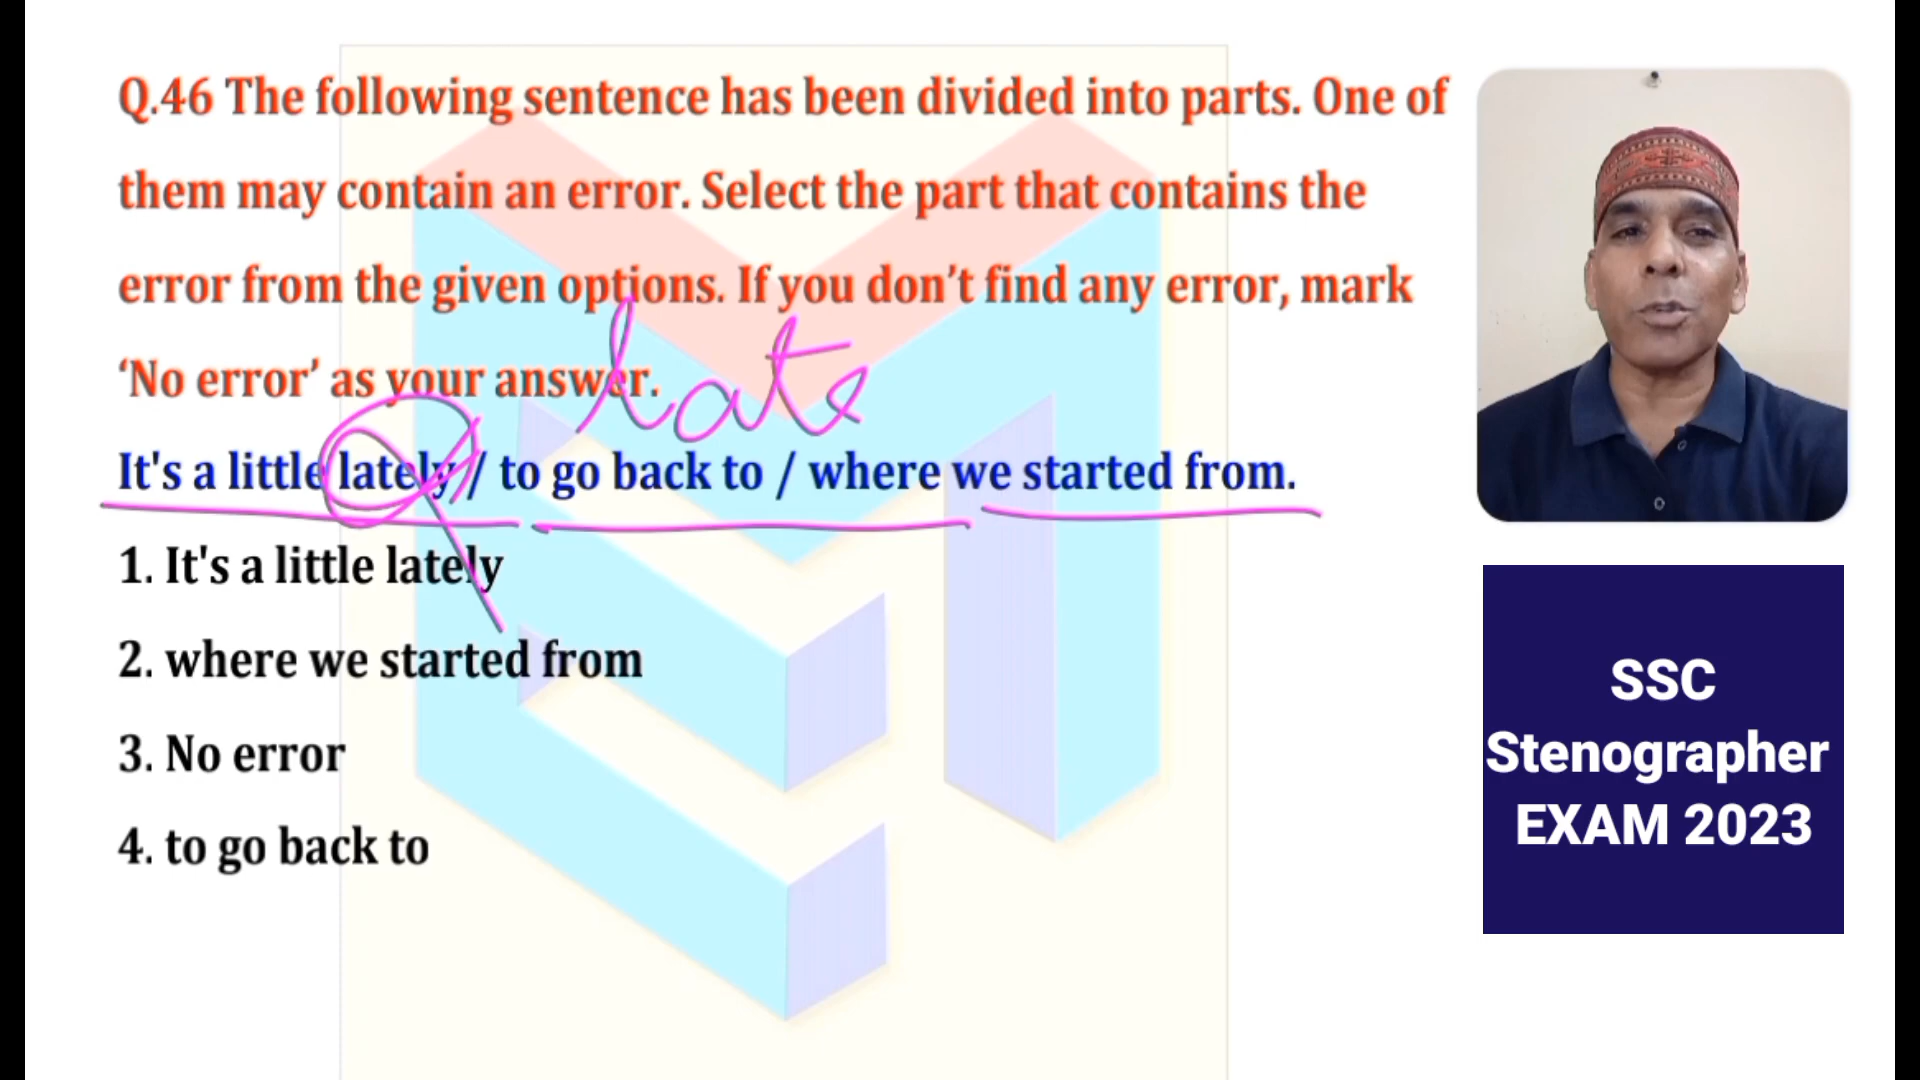 Q.46 The following sentence has been divided into parts. One of
them may contain an error. Select the part that contains the
error from the given options. If you don’t find any error, mark
‘No error’ as your answer.
late
It's a little lately / to go back to / where we started from.
1. It's a little lately
2. where we started from
3. No error
4. to go back to
SSC
Stenographer
EXAM 2023